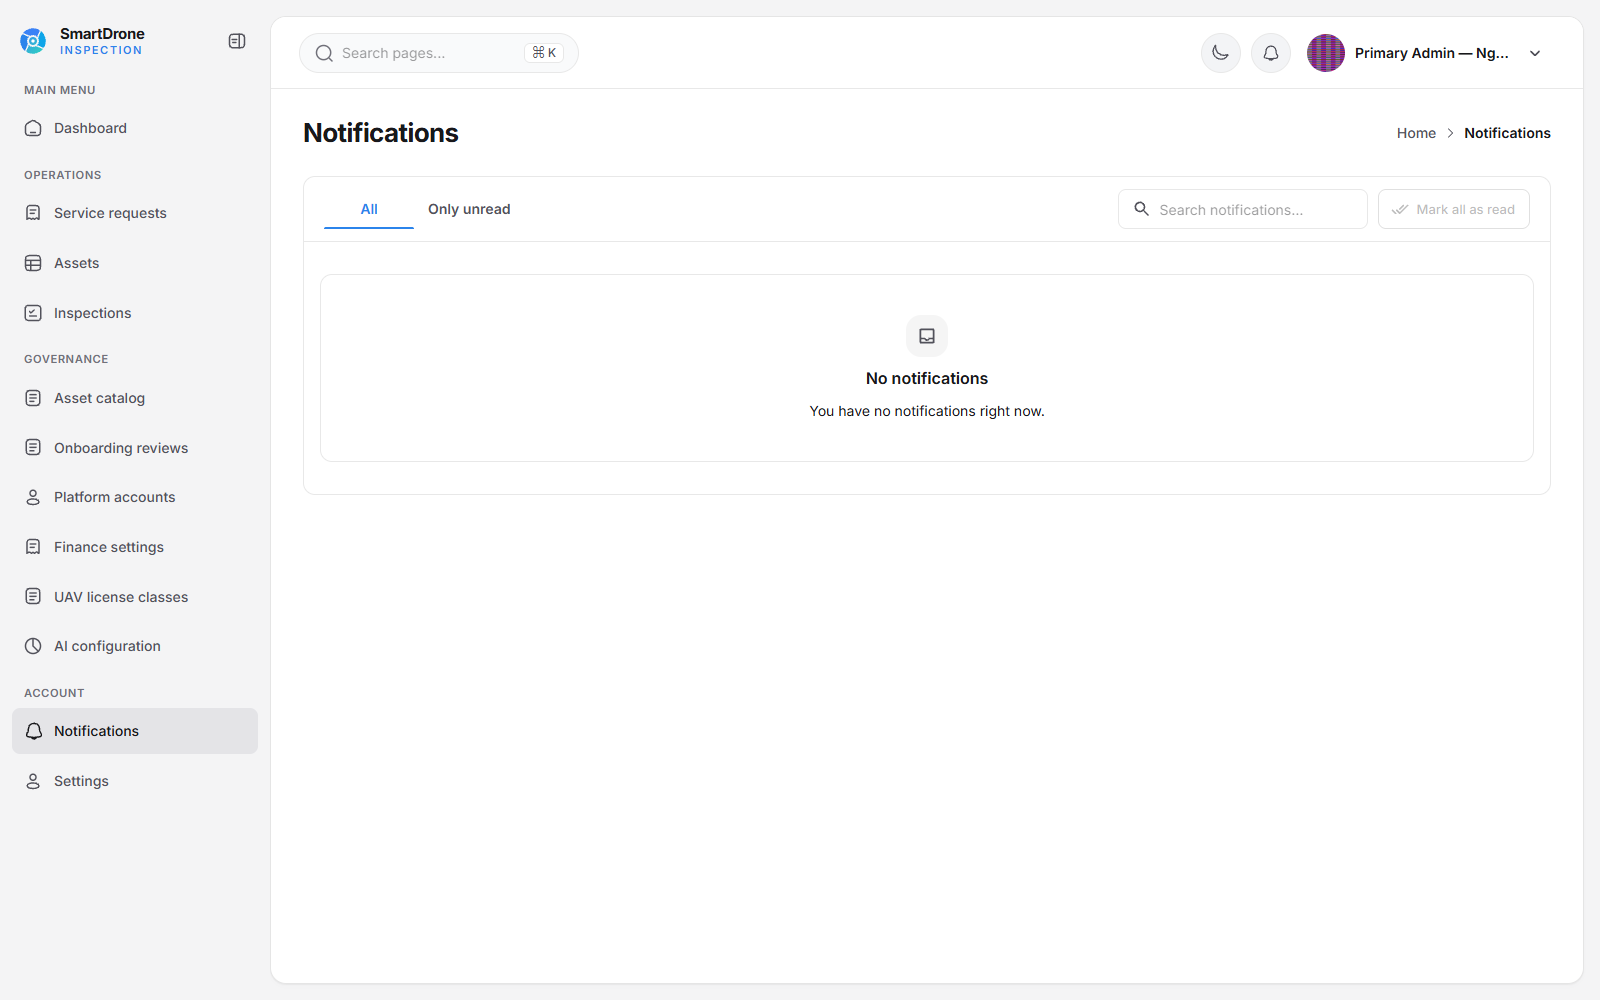 SmartDrone
INSPECTION
MAIN MENU
Dashboard
OPERATIONS
Service requests
Assets
Inspections
GOVERNANCE
Asset catalog
Onboarding reviews
Platform accounts
Finance settings
UAV license classes
AI configuration
ACCOUNT
Notifications
Settings
Search pages...
⌘ K
Primary Admin — Ng...
Notifications
Home > Notifications
All
Only unread
Search notifications...
Mark all as read
No notifications
You have no notifications right now.